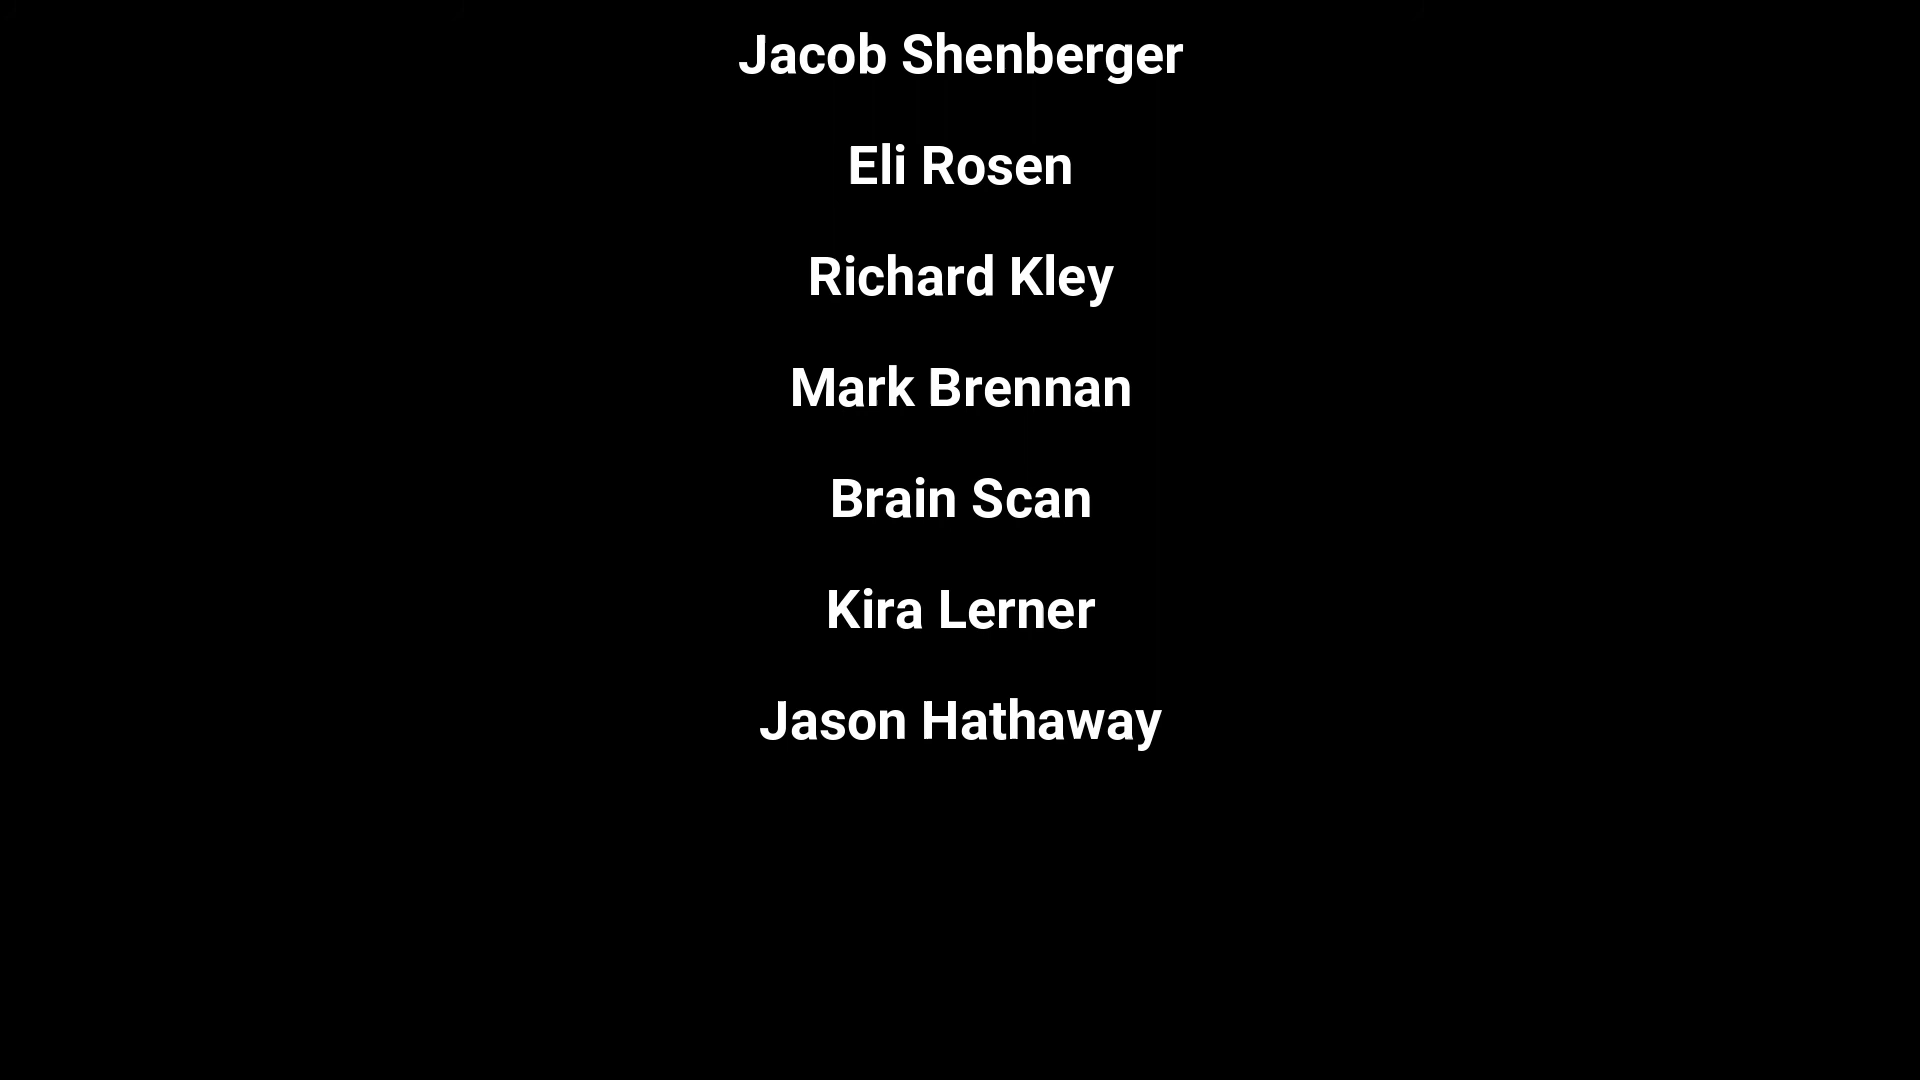 Jacob Shenberger
Eli Rosen
Richard Kley
Mark Brennan
Brain Scan
Kira Lerner
Jason Hathaway